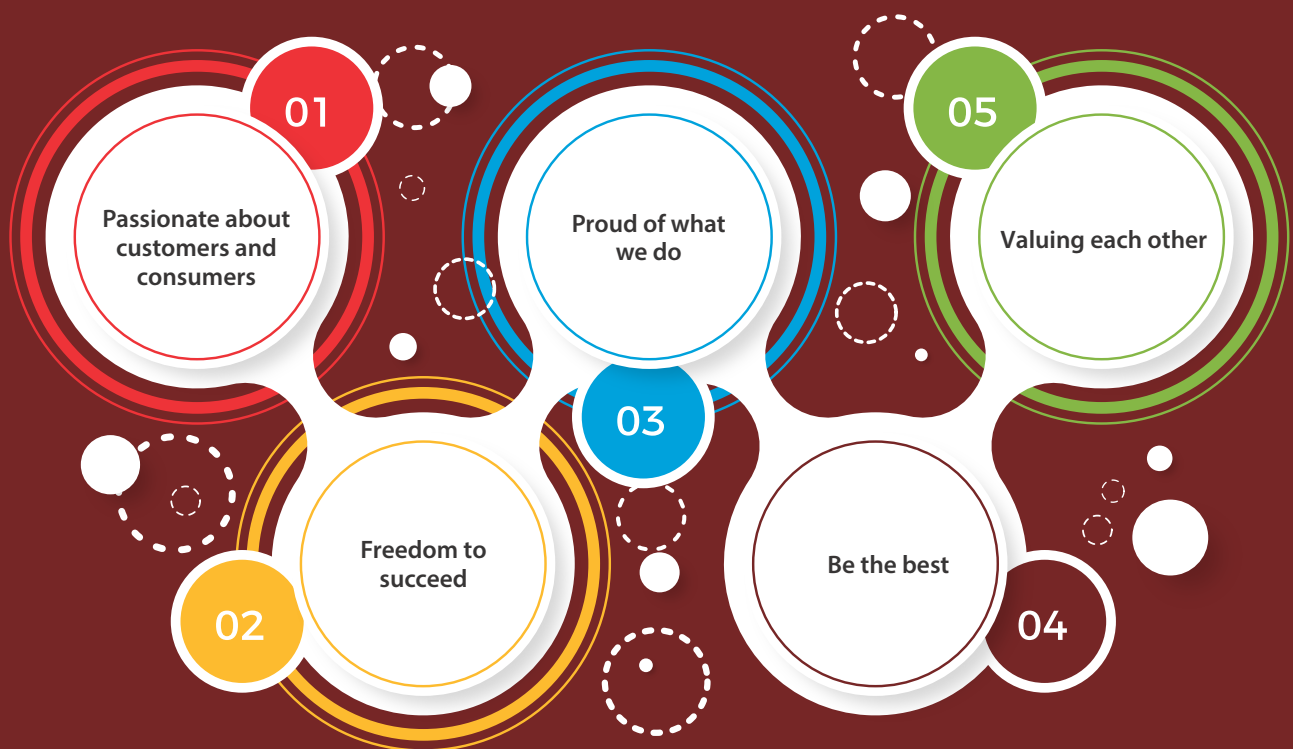 01
Passionate about
customers and
consumers
02
Freedom to
succeed
03
Proud of what
we do
04
Be the best
05
Valuing each other